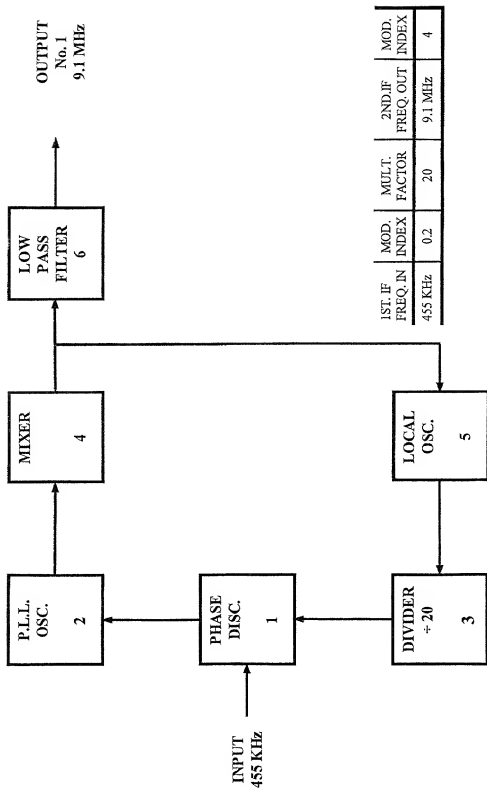 INPUT
455 KHz
PHASE
DISC.
1
P.L.L.
OSC.
2
MIXER
4
LOW
PASS
FILTER
6
OUTPUT
No. 1
9.1 MHz
DIVIDER
÷ 20
3
LOCAL
OSC.
5
1ST. IF
FREQ. IN
MOD.
INDEX
MULT.
FACTOR
2ND.IF
FREQ. OUT
MOD.
INDEX
455 KHz 0.2 20 9.1 MHz 4